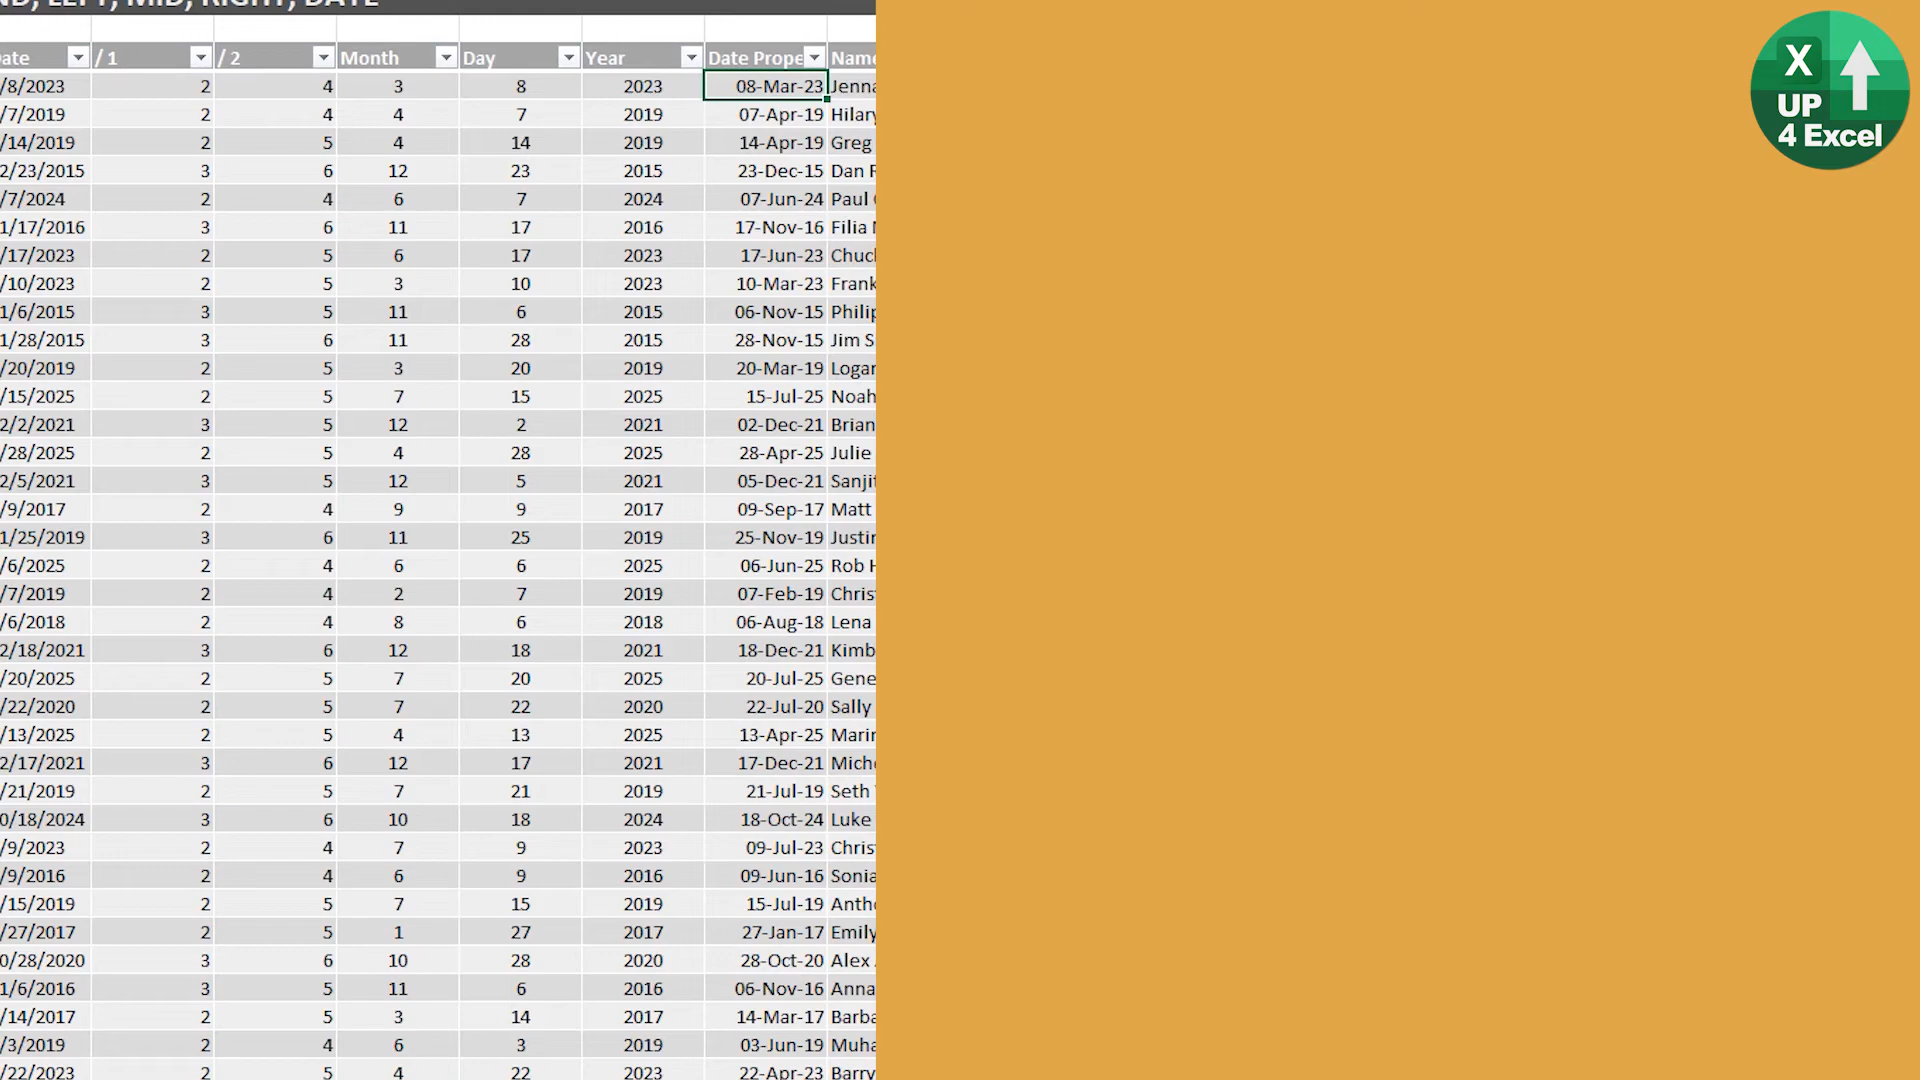 LEFT, MID, RIGHT, DATE
/ 1 / 2 Month Day Year Date Prope
/8/2023 2 4 3 8 2023 08-Mar-23 Jenna
/7/2019 2 4 4 7 2019 07-Apr-19 Hilary
/14/2019 2 5 4 14 2019 14-Apr-19 Greg
2/23/2015 3 6 12 23 2015 23-Dec-15 Dan
/7/2024 2 4 6 7 2024 07-Jun-24 Paul
1/17/2016 3 6 11 17 2016 17-Nov-16 Filia
/17/2023 2 5 6 17 2023 17-Jun-23 Chuc
/10/2023 2 5 3 10 2023 10-Mar-23 Frank
1/6/2015 3 5 11 6 2015 06-Nov-15 Philip
1/28/2015 3 6 11 28 2015 28-Nov-15 Jim S
/20/2019 2 5 3 20 2019 20-Mar-19 Logan
/15/2025 2 5 7 15 2025 15-Jul-25 Noah
2/2/2021 3 5 12 2 2021 02-Dec-21 Brian
/28/2025 2 5 4 28 2025 28-Apr-25 Julie
2/5/2021 3 5 12 5 2021 05-Dec-21 Sanjit
/9/2017 2 4 9 9 2017 09-Sep-17 Matt
1/25/2019 3 6 11 25 2019 25-Nov-19 Justin
/6/2025 2 4 6 6 2025 06-Jun-25 Rob
/7/2019 2 4 2 7 2019 07-Feb-19 Chris
/6/2018 2 4 8 6 2018 06-Aug-18 Lena
2/18/2021 3 6 12 18 2021 18-Dec-21 Kimb
/20/2025 2 5 7 20 2025 20-Jul-25 Gene
/22/2020 2 5 7 22 2020 22-Jul-20 Sally
/13/2025 2 5 4 13 2025 13-Apr-25 Marin
2/17/2021 3 6 12 17 2021 17-Dec-21 Mich
/21/2019 2 5 7 21 2019 21-Jul-19 Seth
0/18/2024 3 6 10 18 2024 18-Oct-24 Luke
/9/2023 2 4 7 9 2023 09-Jul-23 Chris
/9/2016 2 4 6 9 2016 09-Jun-16 Sonia
/15/2019 2 5 7 15 2019 15-Jul-19 Anth
/27/2017 2 5 1 27 2017 27-Jan-17 Emily
0/28/2020 3 6 10 28 2020 28-Oct-20 Alex
1/6/2016 3 5 11 6 2016 06-Nov-16 Anna
/14/2017 2 5 3 14 2017 14-Mar-17 Barba
/3/2019 2 4 6 3 2019 03-Jun-19 Muha
/22/2023 2 5 4 22 2023 22-Apr-23 Barry
X
UP
4 Excel